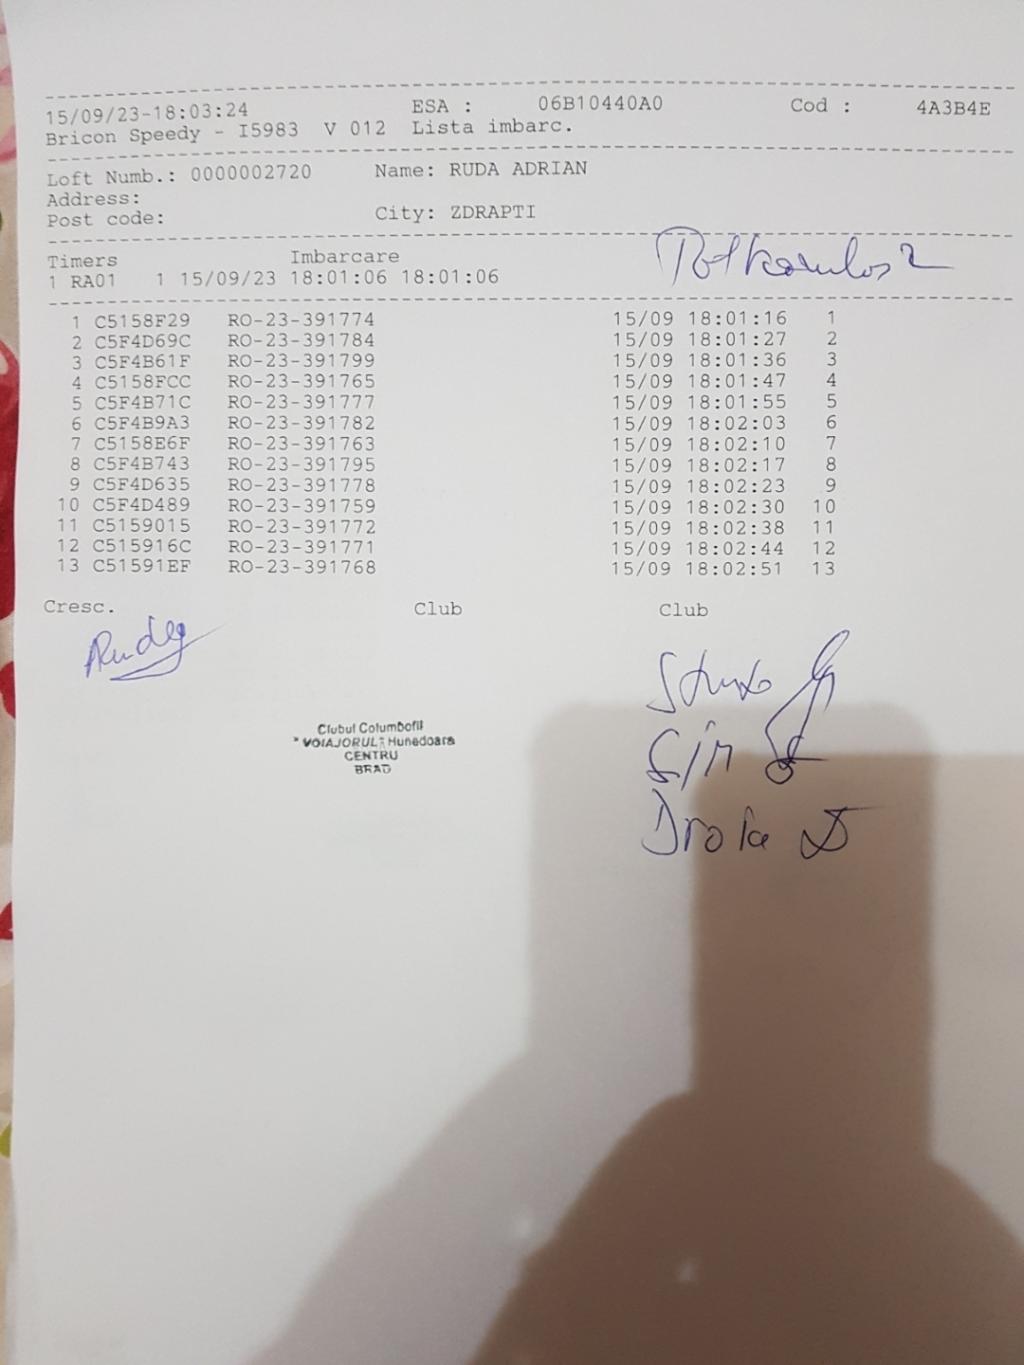 15/09/23-18:03:24 ESA : 06B10440A0 Cod : 4A3B4E
Bricon Speedy - I5983 V 012 Lista imbarc.
Loft Numb.: 0000002720 Name: RUDA ADRIAN
Address:
Post code: City: ZDRAPTI
Timers Imbarcare
1 RA01 1 15/09/23 18:01:06 18:01:06
1 C5158F29 RO-23-391774 15/09 18:01:16 1
2 C5F4D69C RO-23-391784 15/09 18:01:27 2
3 C5F4B61F RO-23-391799 15/09 18:01:36 3
4 C5158FCC RO-23-391765 15/09 18:01:47 4
5 C5F4B71C RO-23-391777 15/09 18:01:55 5
6 C5F4B9A3 RO-23-391782 15/09 18:02:03 6
7 C5158E6F RO-23-391763 15/09 18:02:10 7
8 C5F4B743 RO-23-391795 15/09 18:02:17 8
9 C5F4D635 RO-23-391778 15/09 18:02:23 9
10 C5F4D489 RO-23-391759 15/09 18:02:30 10
11 C5159015 RO-23-391772 15/09 18:02:38 11
12 C515916C RO-23-391771 15/09 18:02:44 12
13 C51591EF RO-23-391768 15/09 18:02:51 13
Cresc. Club Club
Clubul Columbofil
"VOIAJORUL" Hunedoara
CENTRU
BRAD